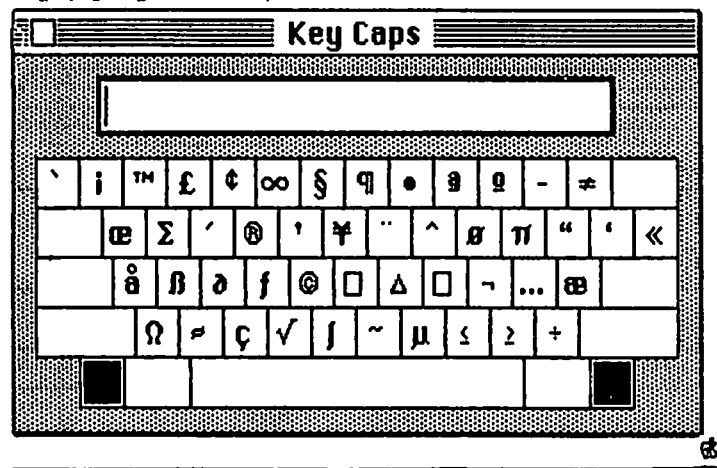 Key Caps
` ¡ ™ £ ¢ ∞ § ¶ • ª º – ≠
œ Σ ´ ® ' ¥ ¨ ^ ø π “ ‘ «
å ß ∂ ƒ © □ ∆ □ ¬ … æ
Ω ≈ ç √ ∫ ~ µ ≤ ≥ ÷